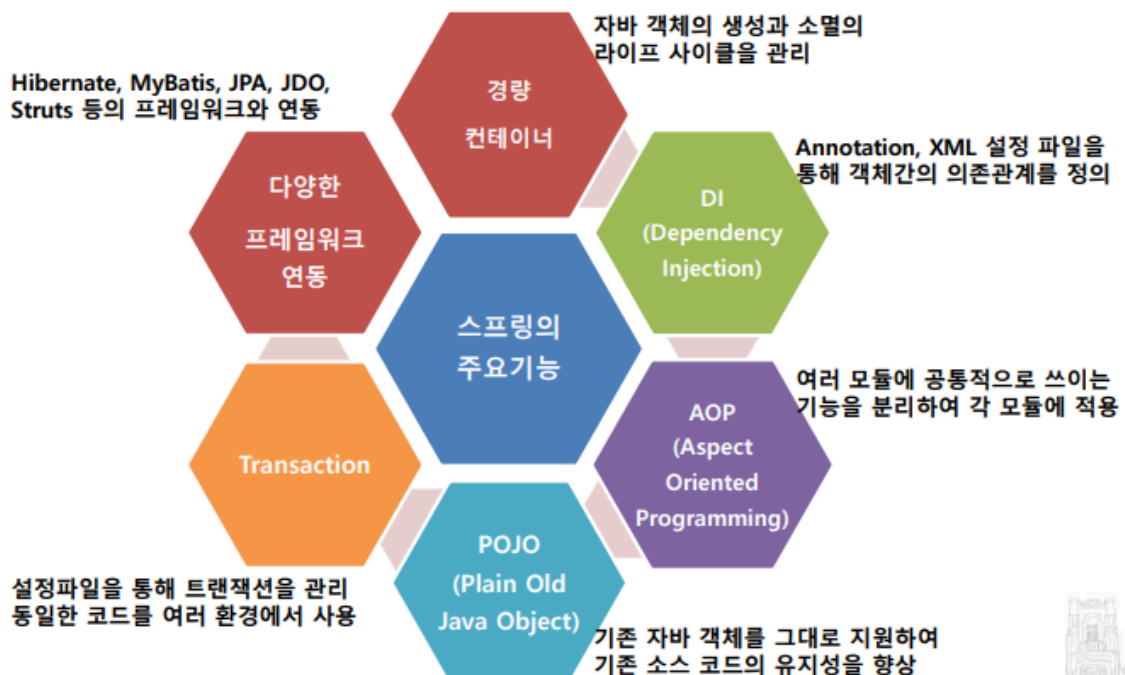 자바 객체의 생성과 소멸의
라이프 사이클을 관리
경량
컨테이너
Hibernate, MyBatis, JPA, JDO,
Struts 등의 프레임워크와 연동
다양한
프레임워크
연동
Annotation, XML 설정 파일을
통해 객체간의 의존관계를 정의
DI
(Dependency
Injection)
스프링의
주요기능
여러 모듈에 공통적으로 쓰이는
기능을 분리하여 각 모듈에 적용
AOP
(Aspect
Oriented
Programming)
Transaction
설정파일을 통해 트랜잭션을 관리
동일한 코드를 여러 환경에서 사용
POJO
(Plain Old
Java Object)
기존 자바 객체를 그대로 지원하여
기존 소스 코드의 유지성을 향상